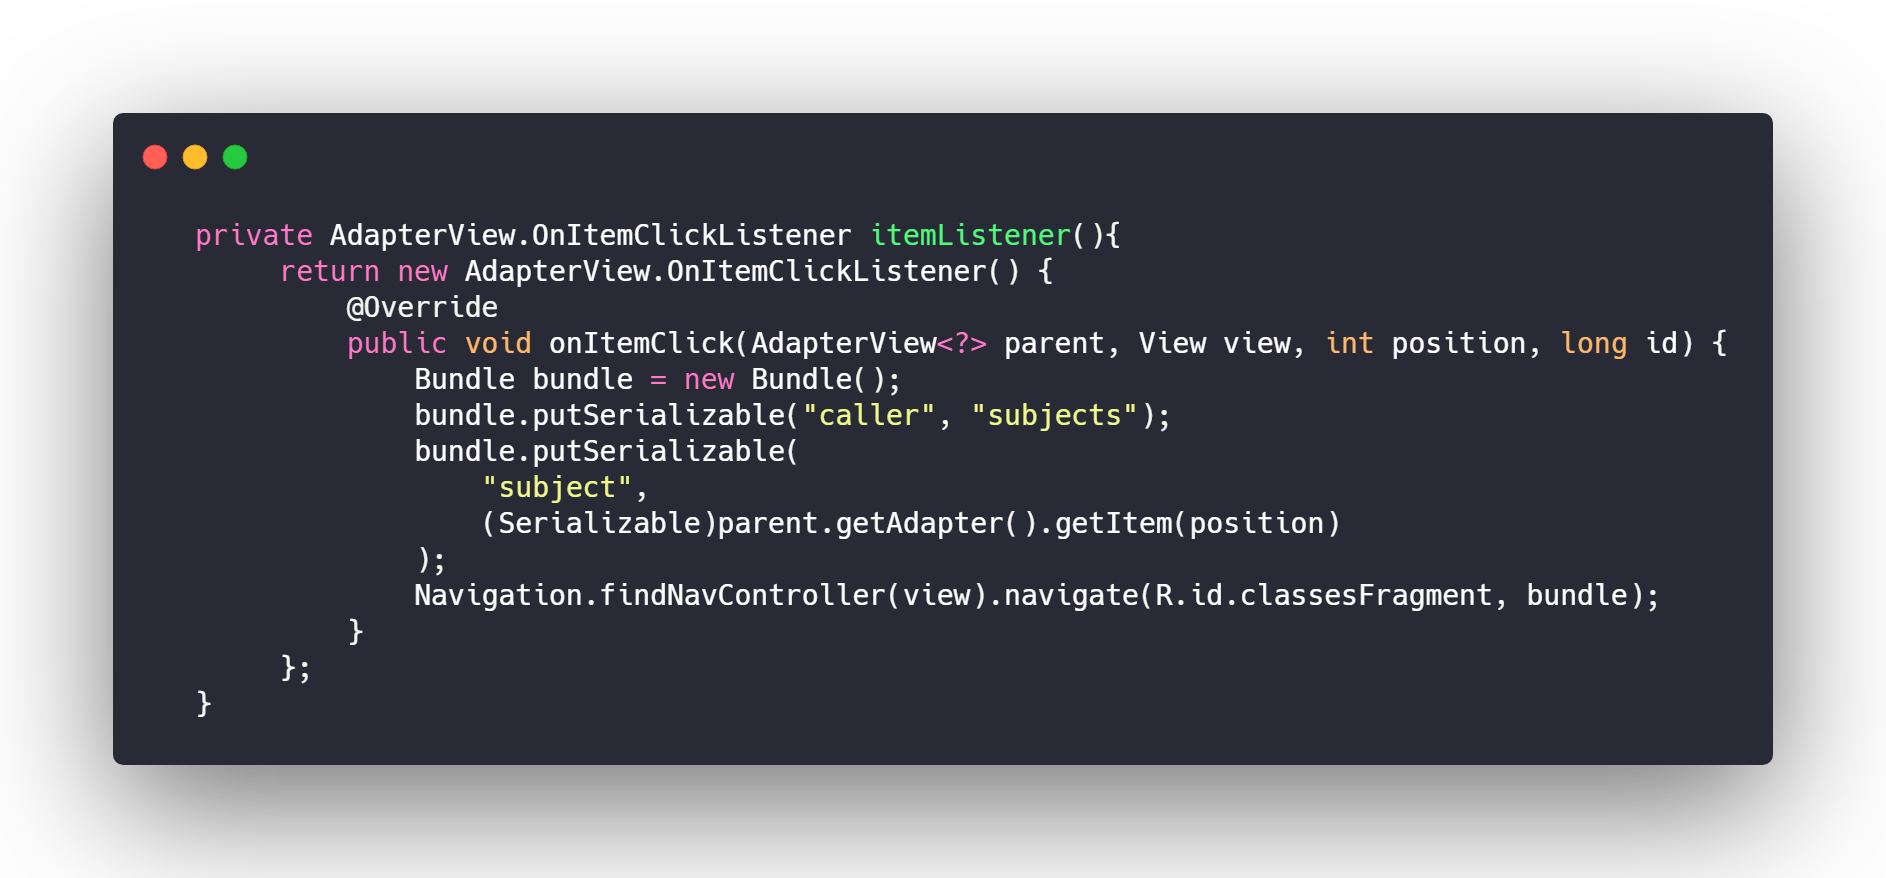 private AdapterView.OnItemClickListener itemListener(){
     return new AdapterView.OnItemClickListener() {
         @Override
         public void onItemClick(AdapterView<?> parent, View view, int position, long id) {
             Bundle bundle = new Bundle();
             bundle.putSerializable("caller", "subjects");
             bundle.putSerializable(
                 "subject",
                 (Serializable)parent.getAdapter().getItem(position)
             );
             Navigation.findNavController(view).navigate(R.id.classesFragment, bundle);
         }
     };
}